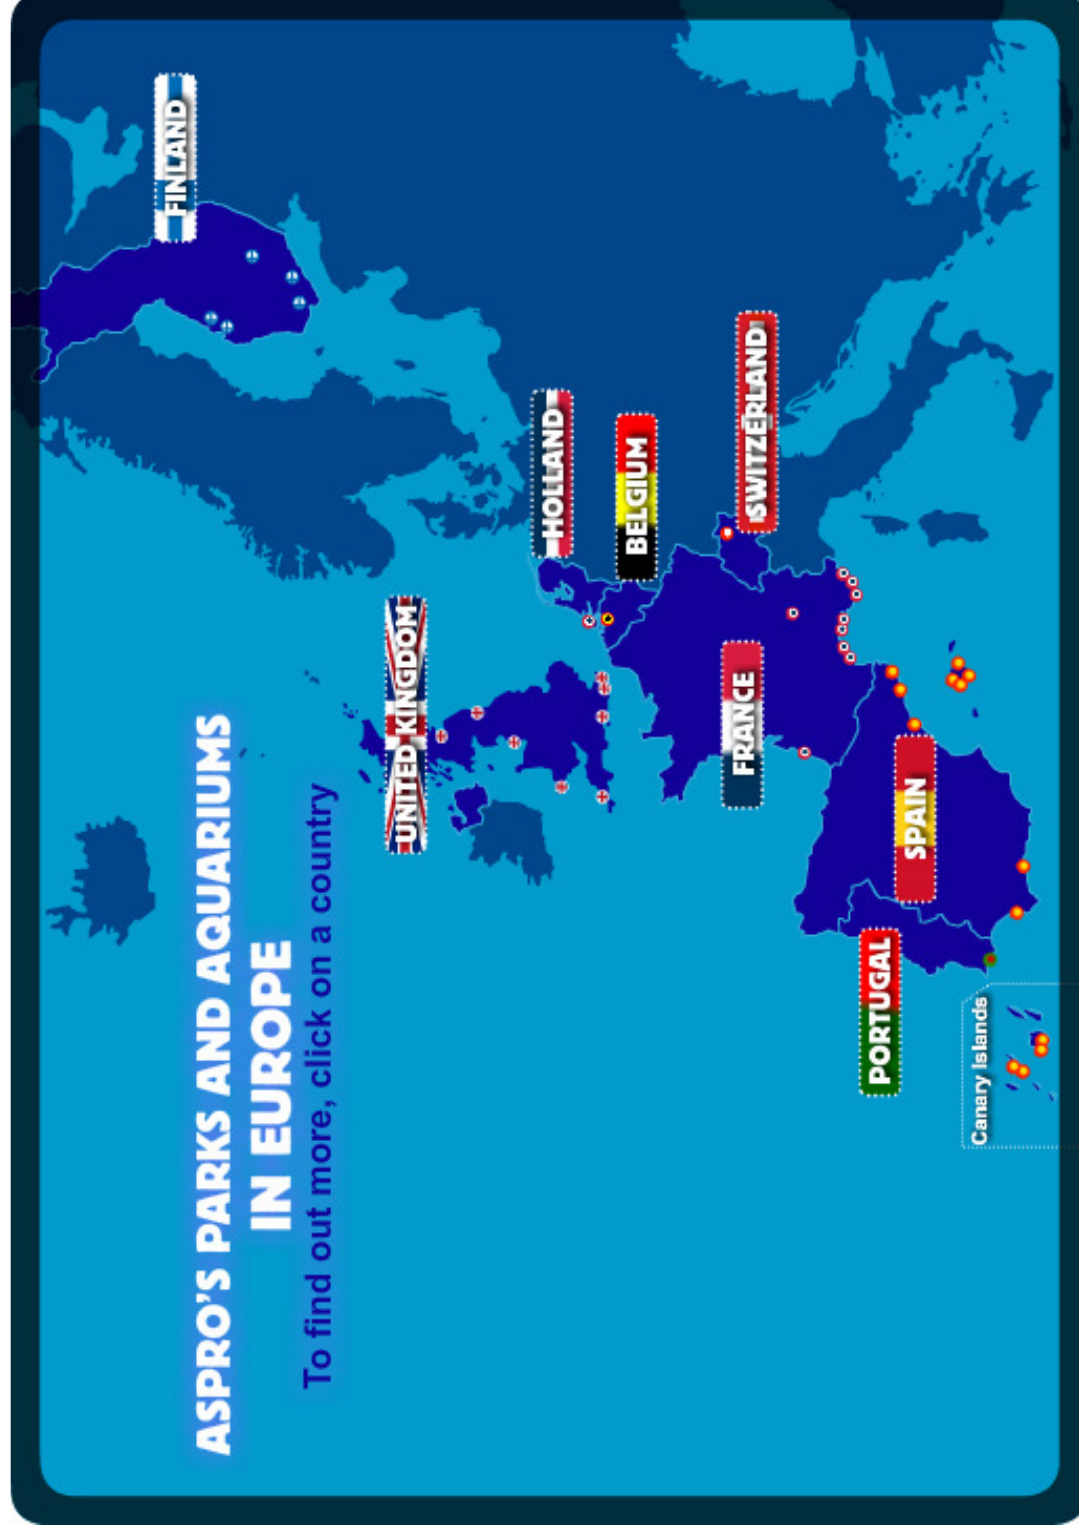 ASPRO'S PARKS AND AQUARIUMS
IN EUROPE
To find out more, click on a country
FINLAND
UNITED KINGDOM
HOLLAND
BELGIUM
SWITZERLAND
FRANCE
SPAIN
PORTUGAL
Canary Islands